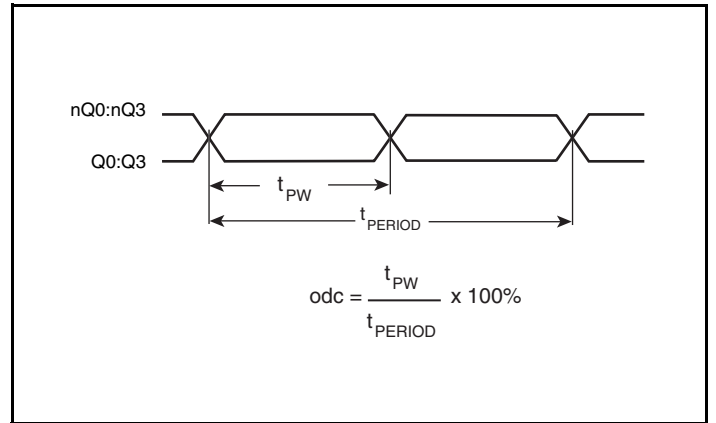 nQ0:nQ3
Q0:Q3
tPW
tPERIOD
odc = tPW / tPERIOD x 100%